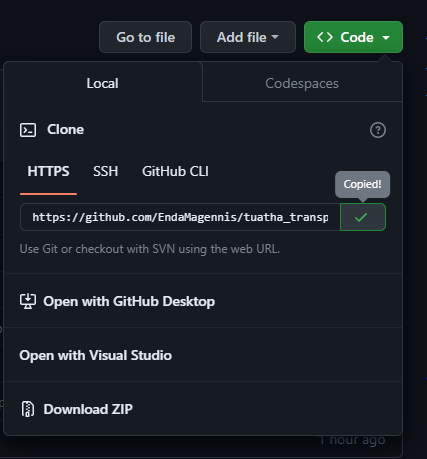 Go to file Add file Code
Local Codespaces
Clone
HTTPS SSH GitHub CLI
Copied!
https://github.com/EndaMagennis/tuatha_transp
Use Git or checkout with SVN using the web URL.
Open with GitHub Desktop
Open with Visual Studio
Download ZIP
1 hour ago